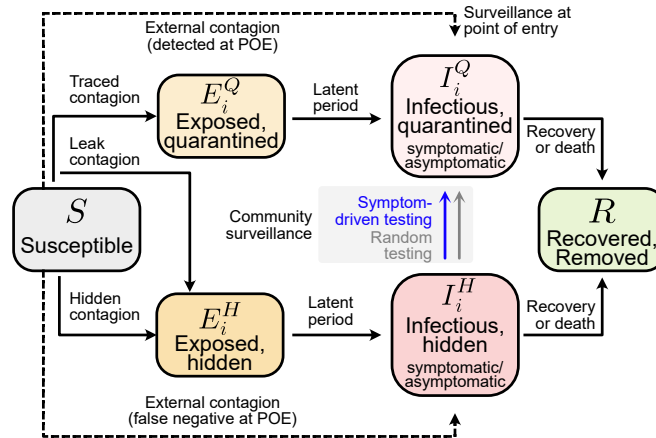 External contagion
(detected at POE)
Surveillance at
point of entry
Traced
contagion
E_i^Q
Exposed,
quarantined
Latent
period
I_i^Q
Infectious,
quarantined
symptomatic/
asymptomatic
Recovery
or death
Leak
contagion
S
Susceptible
Community
surveillance
Symptom-
driven testing
Random
testing
R
Recovered,
Removed
Hidden
contagion
E_i^H
Exposed,
hidden
Latent
period
I_i^H
Infectious,
hidden
symptomatic/
asymptomatic
Recovery
or death
External contagion
(false negative at POE)